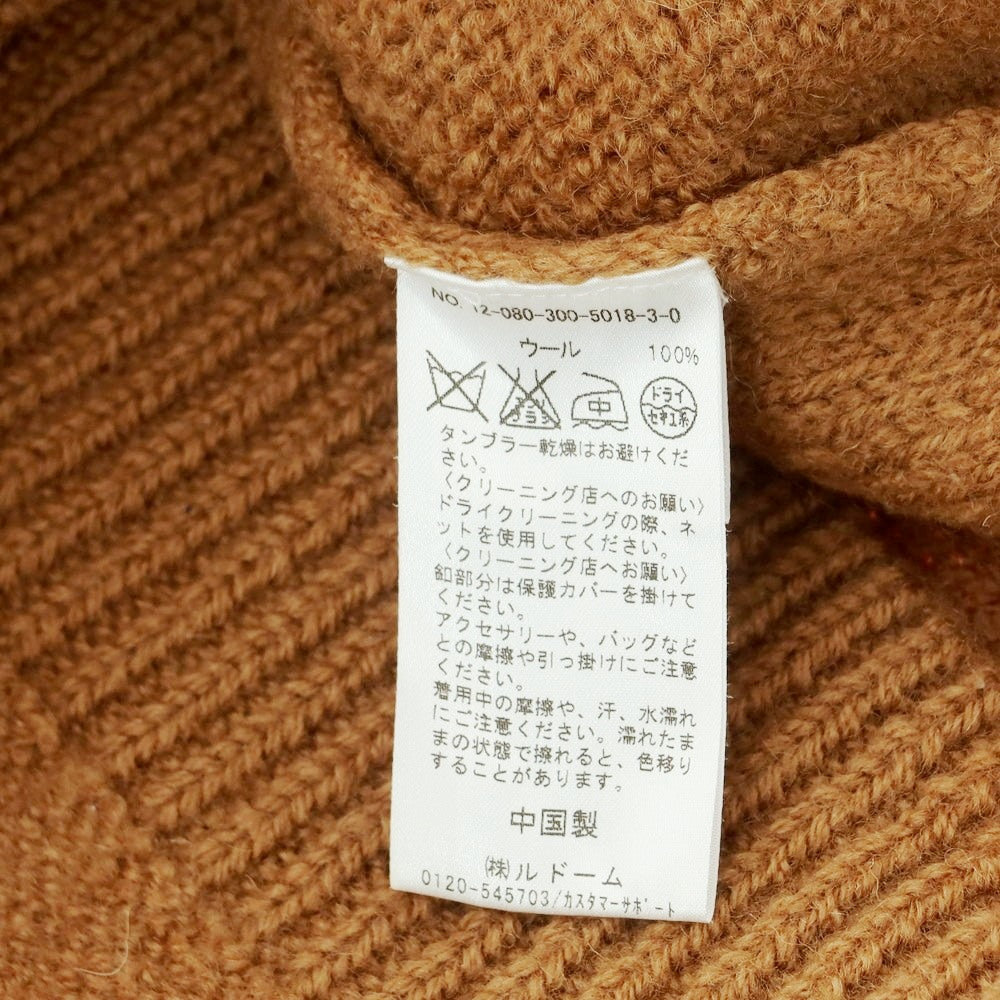 NO. 12-080-300-5018-3-0
ウール 100%
エンソサラシ 中 ドライ
セキユ系
タンブラー乾燥はお避けくだ
さい。
〈クリーニング店へのお願い〉
ドライクリーニングの際、ネ
ットを使用してください。
〈クリーニング店へお願い〉
釦部分は保護カバーを掛けて
ください。
アクセサリーや、バッグなど
との摩擦や引っ掛けにご注意
ください。
着用中の摩擦や、汗、水濡れ
にご注意ください。濡れたま
まの状態で擦れると、色移り
することがあります。
中国製
㈱ルドーム
0120-545703/カスタマーサポート